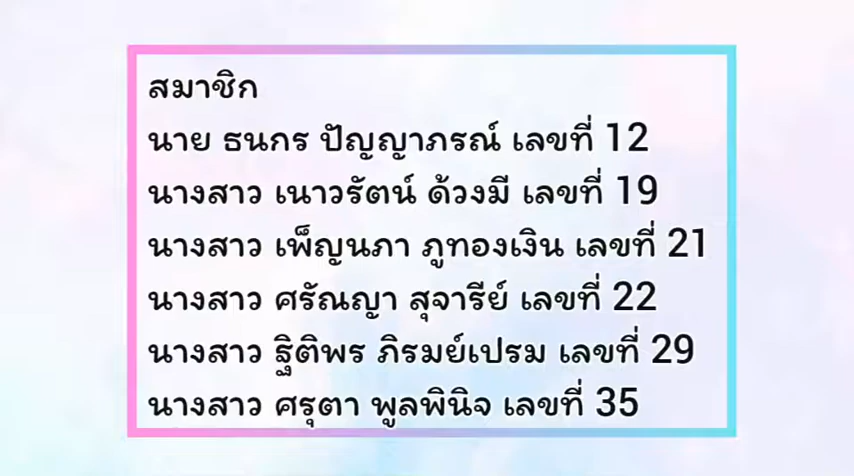 สมาชิก
นาย ธนกร ปัญญาภรณ์ เลขที่ 12
นางสาว เนาวรัตน์ ด้วงมี เลขที่ 19
นางสาว เพ็ญนภา ภูทองเงิน เลขที่ 21
นางสาว ศรัณญา สุจารีย์ เลขที่ 22
นางสาว ฐิติพร ภิรมย์เปรม เลขที่ 29
นางสาว ศรุตา พูลพินิจ เลขที่ 35